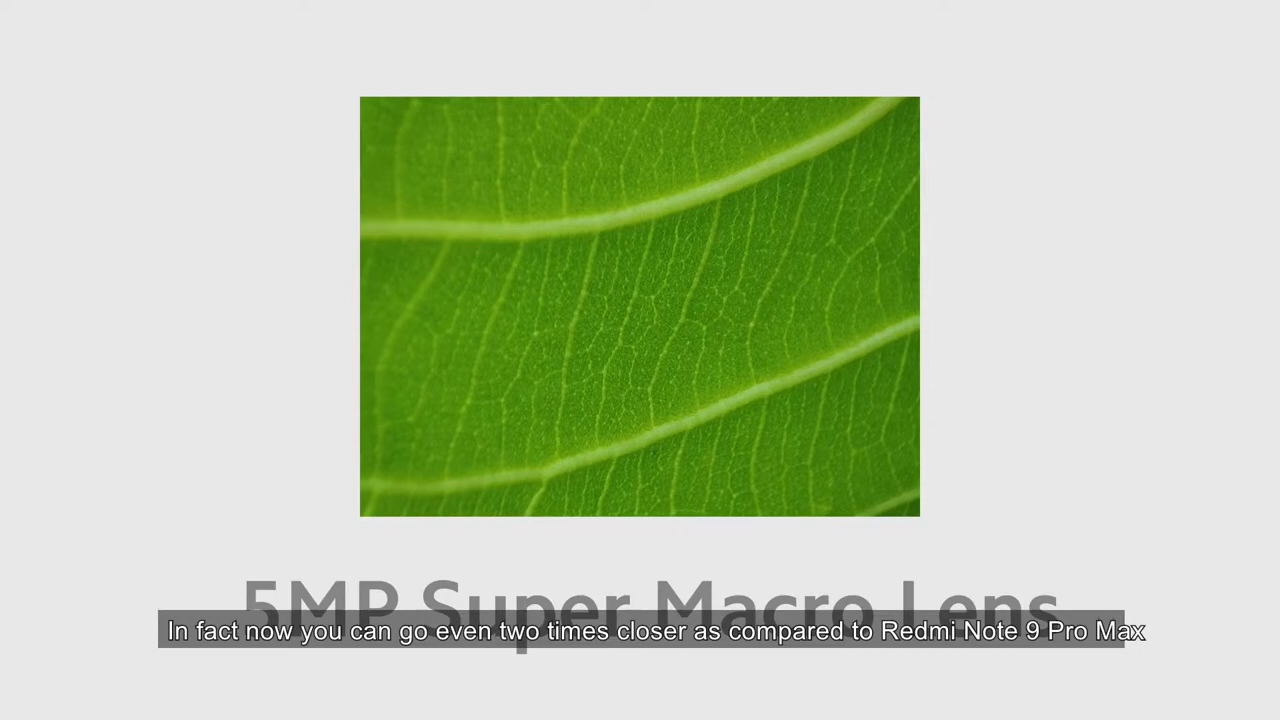 5MP Super Macro Lens
In fact now you can go even two times closer as compared to Redmi Note 9 Pro Max